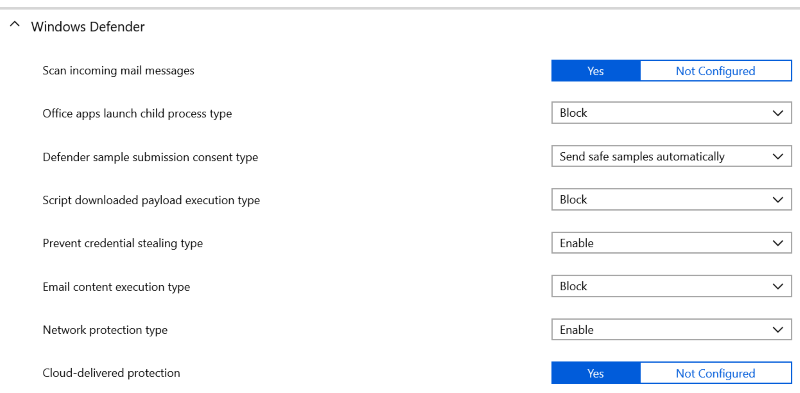 Windows Defender
Scan incoming mail messages Yes Not Configured
Office apps launch child process type Block
Defender sample submission consent type Send safe samples automatically
Script downloaded payload execution type Block
Prevent credential stealing type Enable
Email content execution type Block
Network protection type Enable
Cloud-delivered protection Yes Not Configured